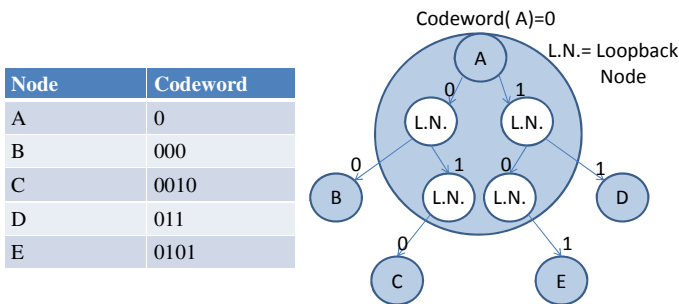 Node Codeword
A 0
B 000
C 0010
D 011
E 0101
Codeword( A)=0
L.N.= Loopback
Node
A
0 1
L.N. L.N.
0 1 0 1
B L.N. L.N. D
0 1
C E